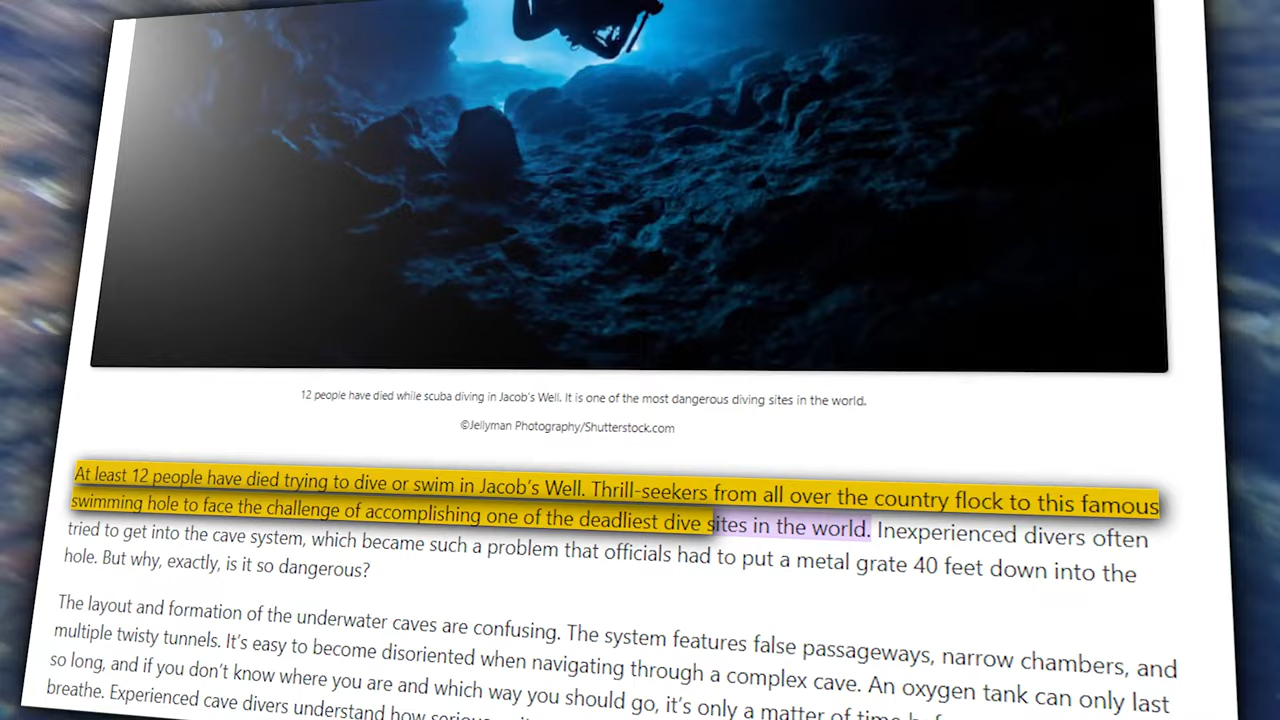 12 people have died while scuba diving in Jacob's Well. It is one of the most dangerous diving sites in the world.
©Jellyman Photography/Shutterstock.com
At least 12 people have died trying to dive or swim in Jacob's Well. Thrill-seekers from all over the country flock to this famous
swimming hole to face the challenge of accomplishing one of the deadliest dive sites in the world. Inexperienced divers often
tried to get into the cave system, which became such a problem that officials had to put a metal grate 40 feet down into the
hole. But why, exactly, is it so dangerous?
The layout and formation of the underwater caves are confusing. The system features false passageways, narrow chambers, and
multiple twisty tunnels. It's easy to become disoriented when navigating through a complex cave. An oxygen tank can only last
so long, and if you don't know where you are and which way you should go, it's only a matter of time
breathe. Experienced cave divers understand how